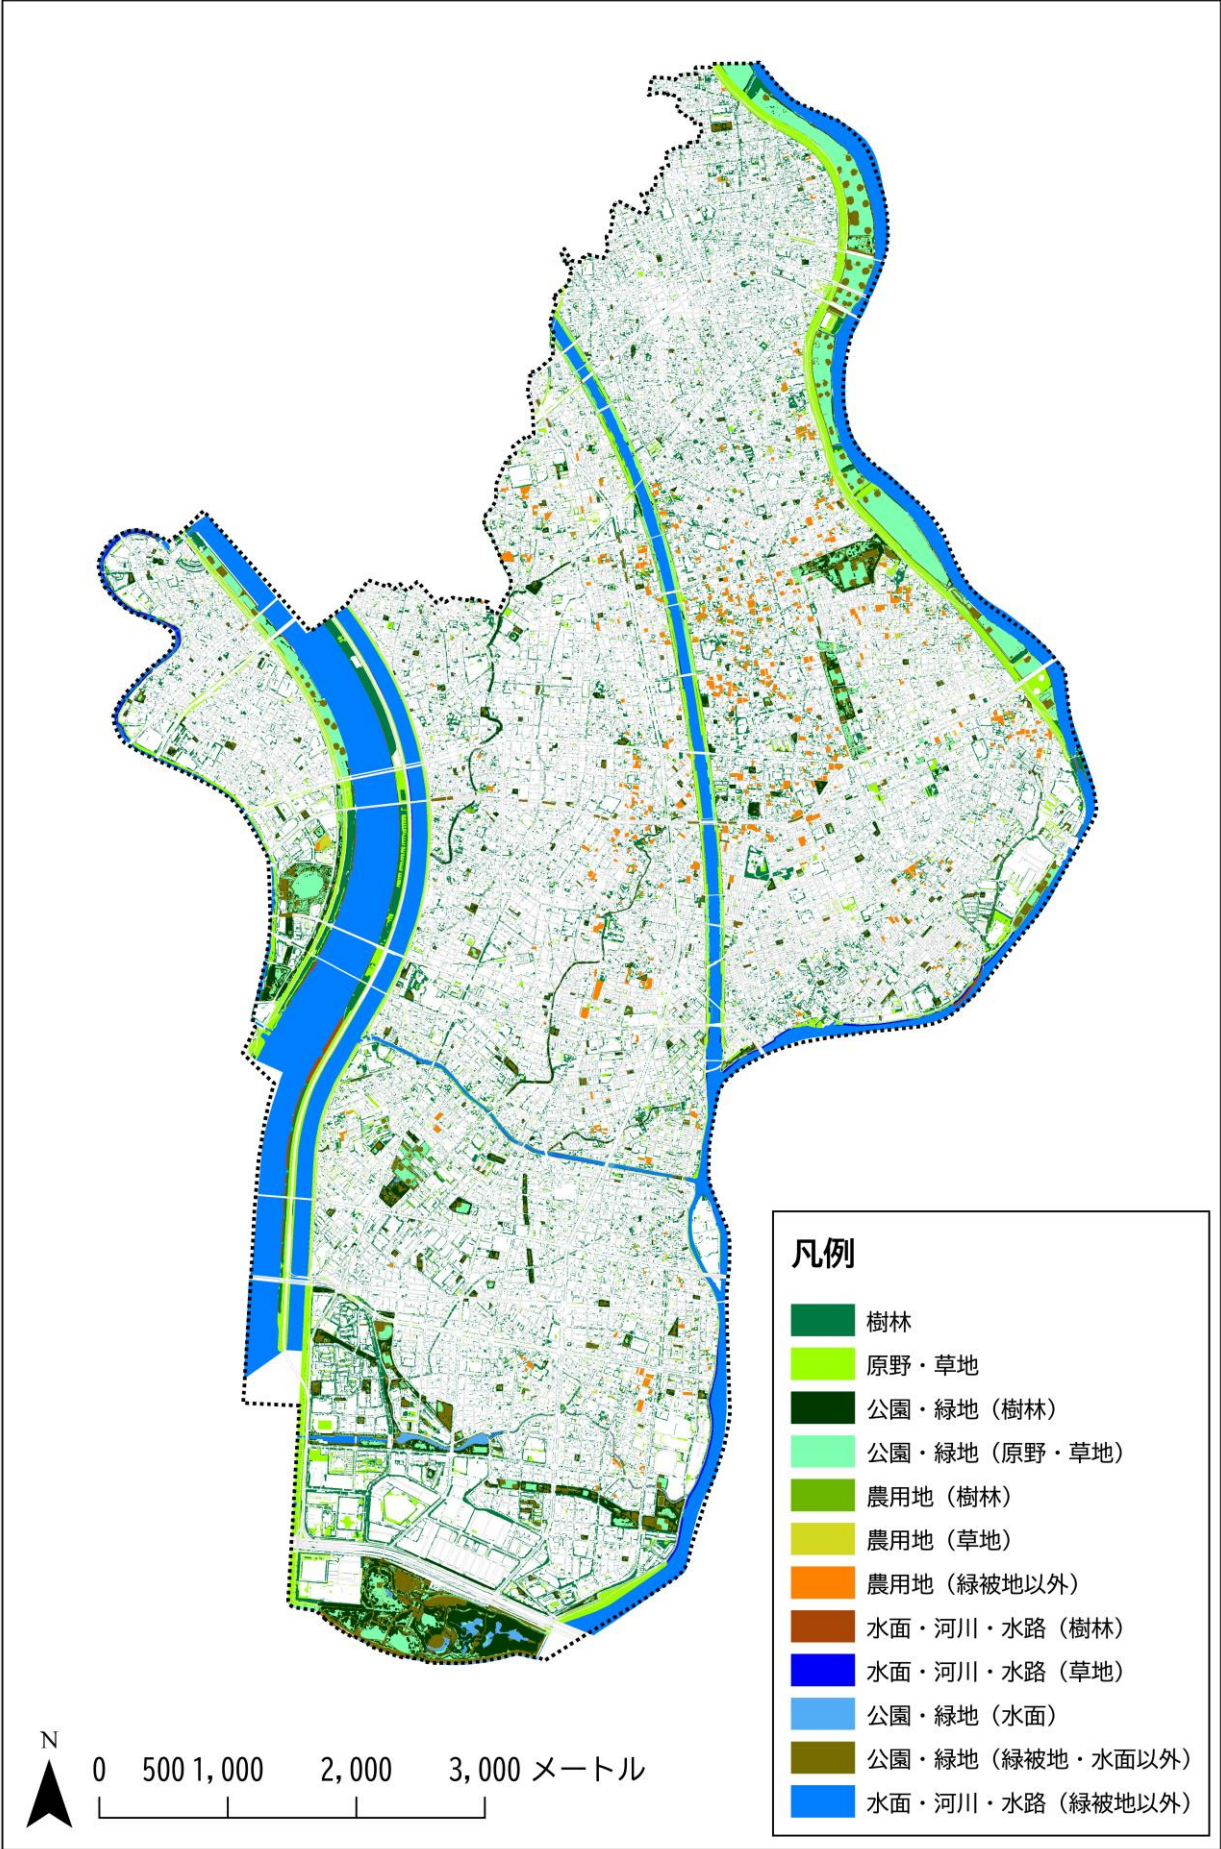 凡例
樹林
原野・草地
公園・緑地（樹林）
公園・緑地（原野・草地）
農用地（樹林）
農用地（草地）
農用地（緑被地以外）
水面・河川・水路（樹林）
水面・河川・水路（草地）
公園・緑地（水面）
公園・緑地（緑被地・水面以外）
水面・河川・水路（緑被地以外）
N
0 500 1,000 2,000 3,000 メートル